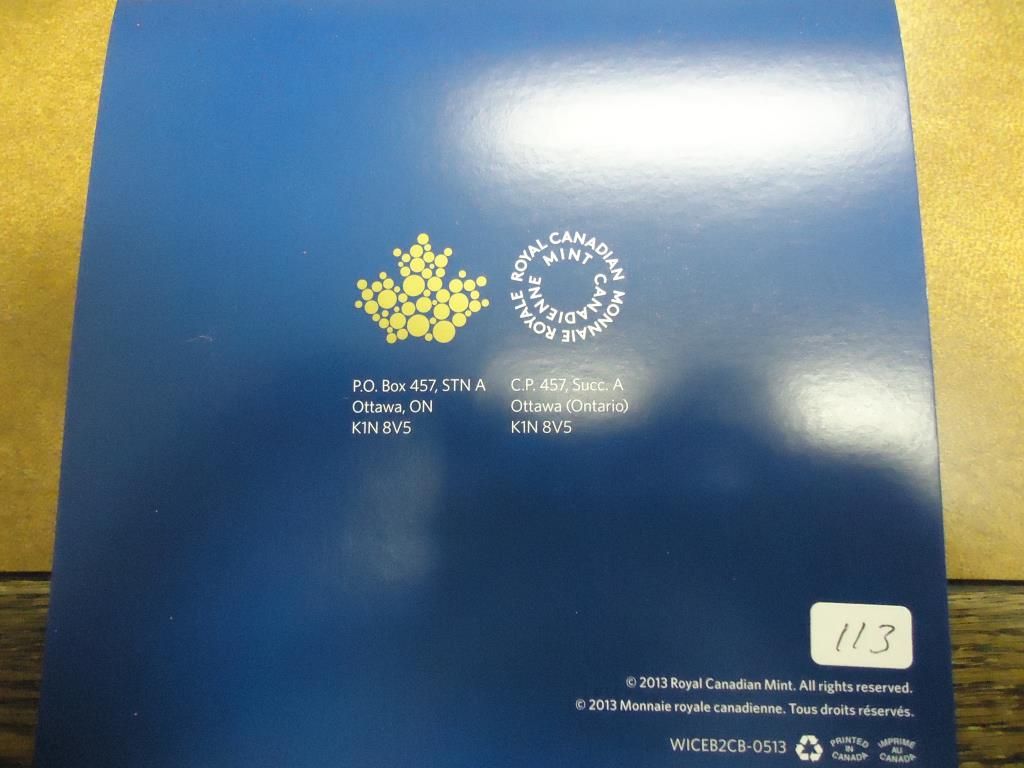 ROYAL CANADIAN MINT
MONNAIE ROYALE CANADIENNE
P.O. Box 457, STN A
Ottawa, ON
K1N 8V5
C.P. 457, Succ. A
Ottawa (Ontario)
K1N 8V5
113
© 2013 Royal Canadian Mint. All rights reserved.
© 2013 Monnaie royale canadienne. Tous droits réservés.
WICEB2CB-0513
PRINTED
IN
CANADA
IMPRIMÉ
AU
CANADA